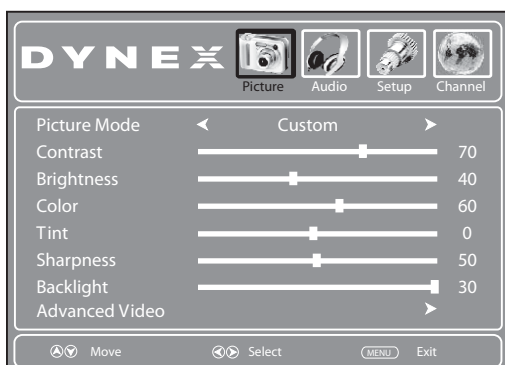 DYNEX
Picture Audio Setup Channel
Picture Mode Custom
Contrast 70
Brightness 40
Color 60
Tint 0
Sharpness 50
Backlight 30
Advanced Video
Move Select MENU Exit